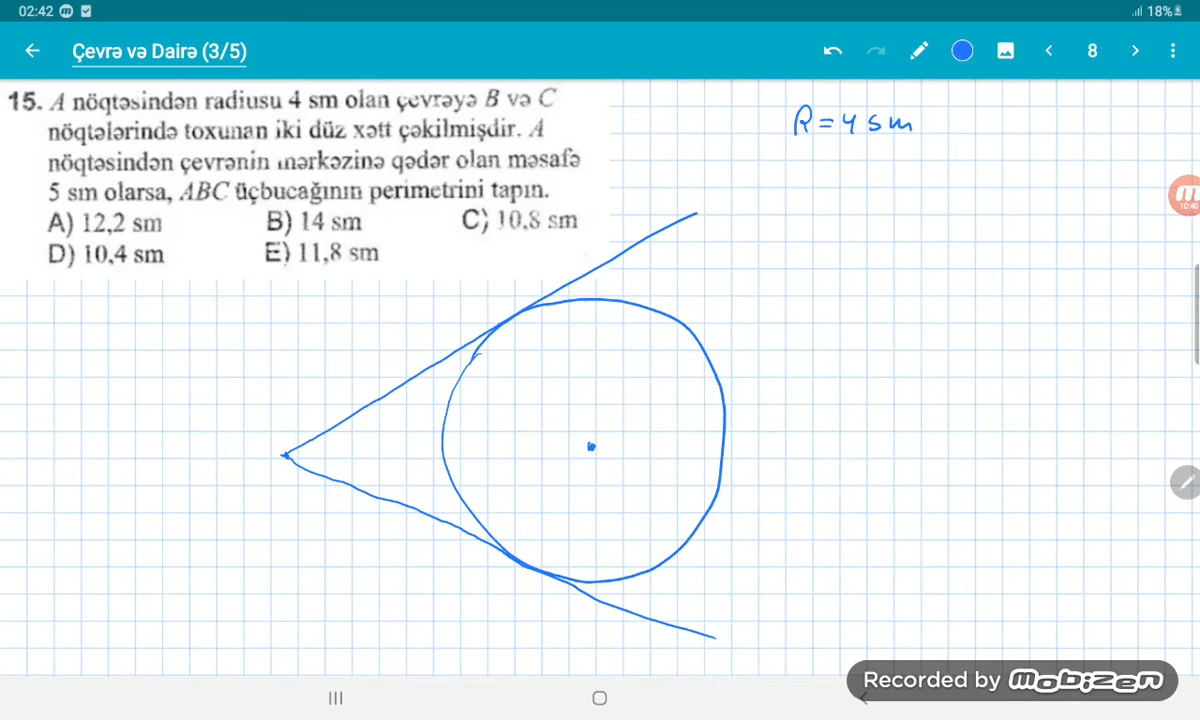 02:42 18%
Çevrə və Dairə (3/5) 8
15. A nöqtəsindən radiusu 4 sm olan çevrəyə B və C
nöqtələrində toxunan iki düz xətt çəkilmişdir. A
nöqtəsindən çevrənin mərkəzinə qədər olan məsafə
5 sm olarsa, ABC üçbucağının perimetrini tapın.
A) 12,2 sm B) 14 sm C) 10,8 sm
D) 10,4 sm E) 11,8 sm
R = 4 sm
10:40
Recorded by mobizen